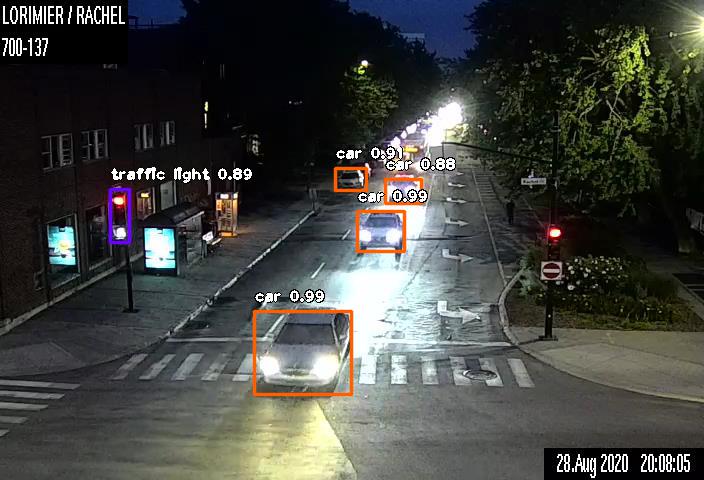 LORIMIER / RACHEL
700-137
car 0.91
car 0.88
traffic light 0.89
car 0.99
car 0.99
28.Aug 2020 20:08:05